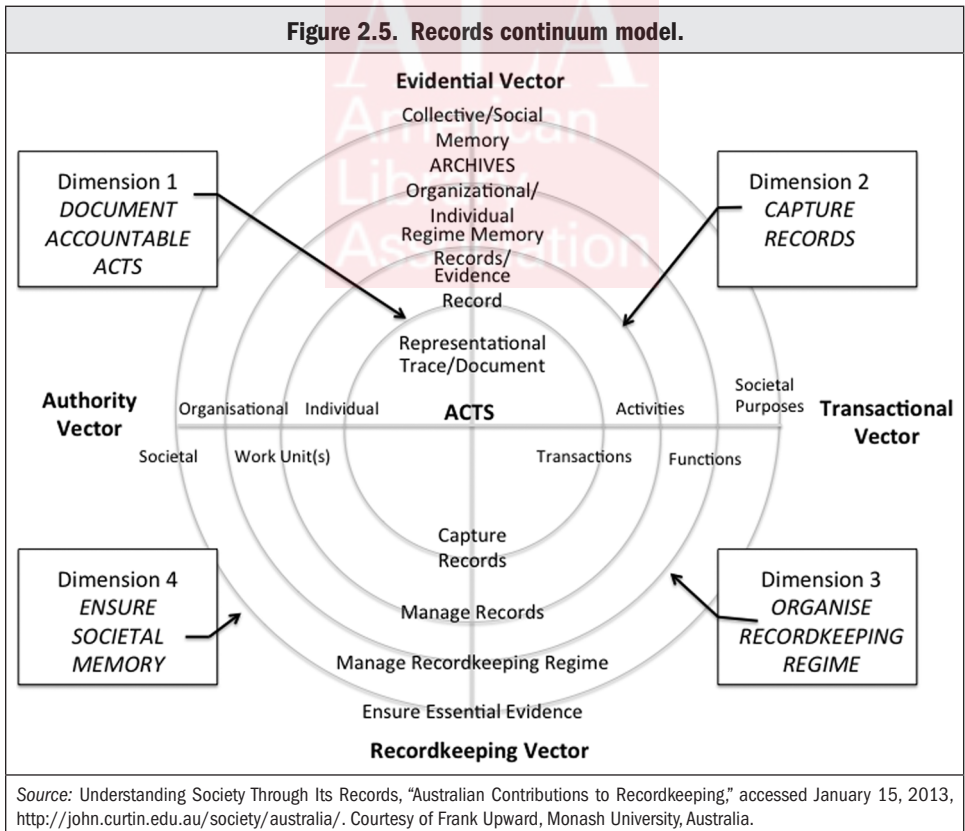 Figure 2.5. Records continuum model.
ALA
American
Library
Association
Evidential Vector
Collective/Social
Memory
ARCHIVES
Organizational/
Individual
Regime Memory
Records/
Evidence
Record
Representational
Trace/Document
Dimension 1
DOCUMENT
ACCOUNTABLE
ACTS
Dimension 2
CAPTURE
RECORDS
Authority
Vector
Organisational
Individual
ACTS
Activities
Societal
Purposes
Transactional
Vector
Societal
Work Unit(s)
Transactions
Functions
Capture
Records
Manage Records
Manage Recordkeeping Regime
Ensure Essential Evidence
Recordkeeping Vector
Dimension 4
ENSURE
SOCIETAL
MEMORY
Dimension 3
ORGANISE
RECORDKEEPING
REGIME
Source: Understanding Society Through Its Records, “Australian Contributions to Recordkeeping,” accessed January 15, 2013,
http://john.curtin.edu.au/society/australia/. Courtesy of Frank Upward, Monash University, Australia.